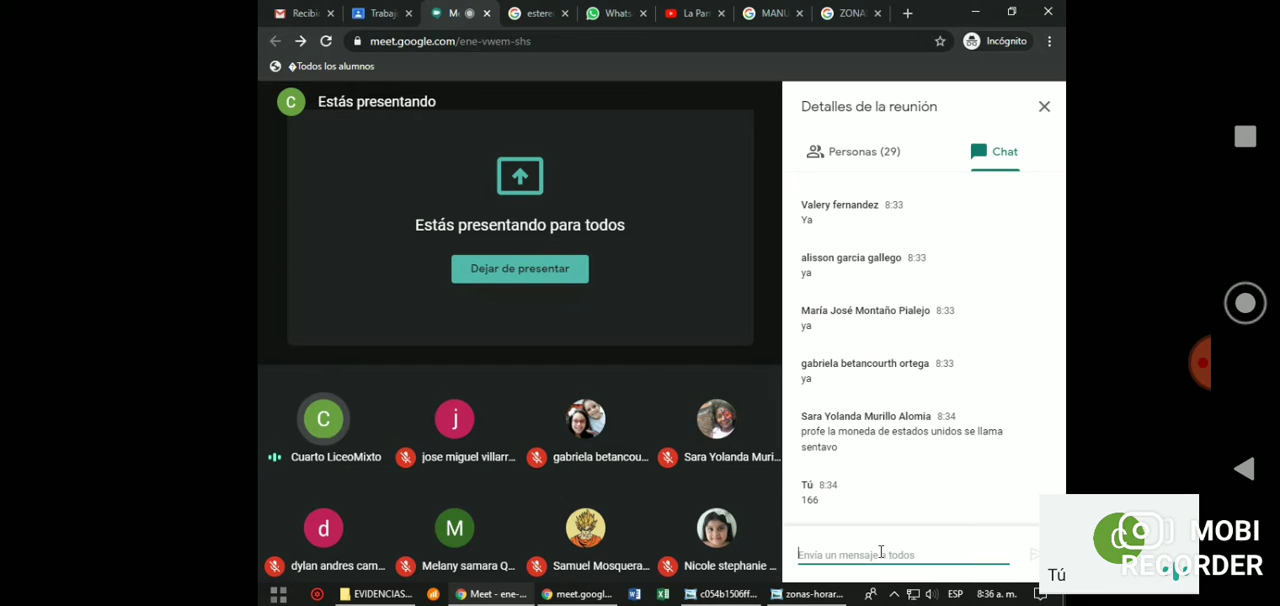 Recibi
Trabaj
M
estere
Whats
La Pan
MANU
ZONA
meet.google.com/ene-vwem-shs
Incógnito
�Todos los alumnos
C
Estás presentando
Estás presentando para todos
Dejar de presentar
C
Cuarto LiceoMixto
j
jose miguel villarr...
gabriela betancou...
Sara Yolanda Muri...
d
dylan andres cam...
M
Melany samara Q...
Samuel Mosquera...
Nicole stephanie ...
Detalles de la reunión
Personas (29)
Chat
Valery fernandez 8:33
Ya
alisson garcia gallego 8:33
ya
María José Montaño Pialejo 8:33
ya
gabriela betancourth ortega 8:33
ya
Sara Yolanda Murillo Alomia 8:34
profe la moneda de estados unidos se llama
sentavo
Tú 8:34
166
Envía un mensaje a todos
Tú
MOBI
RECORDER
EVIDENCIAS...
Meet - ene-...
meet.googl...
c054b1506ff...
zonas-horar...
ESP
8:36 a. m.